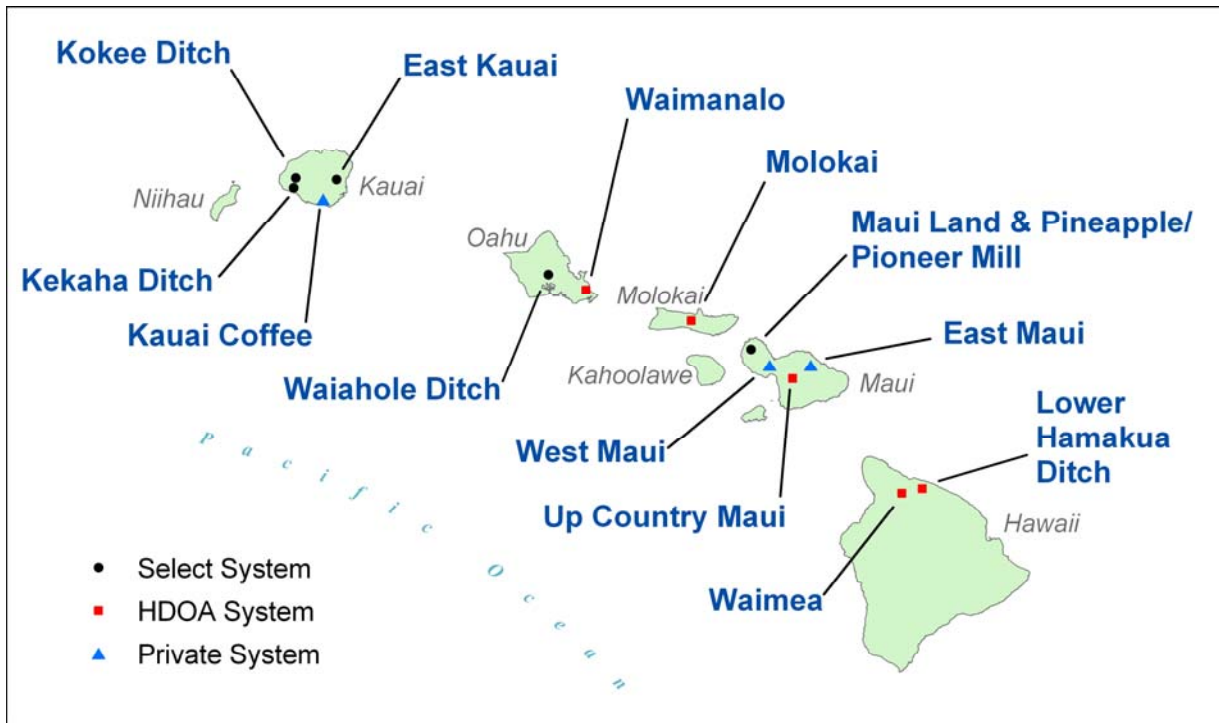 Kokee Ditch
East Kauai
Waimanalo
Molokai
Niihau
Kauai
Maui Land & Pineapple/
Pioneer Mill
Oahu
Kekaha Ditch
Molokai
Kauai Coffee
East Maui
Waiahole Ditch
Kahoolawe
Maui
Lower
Hamakua
Ditch
West Maui
Pacific Ocean
Up Country Maui
Hawaii
Select System
HDOA System
Waimea
Private System